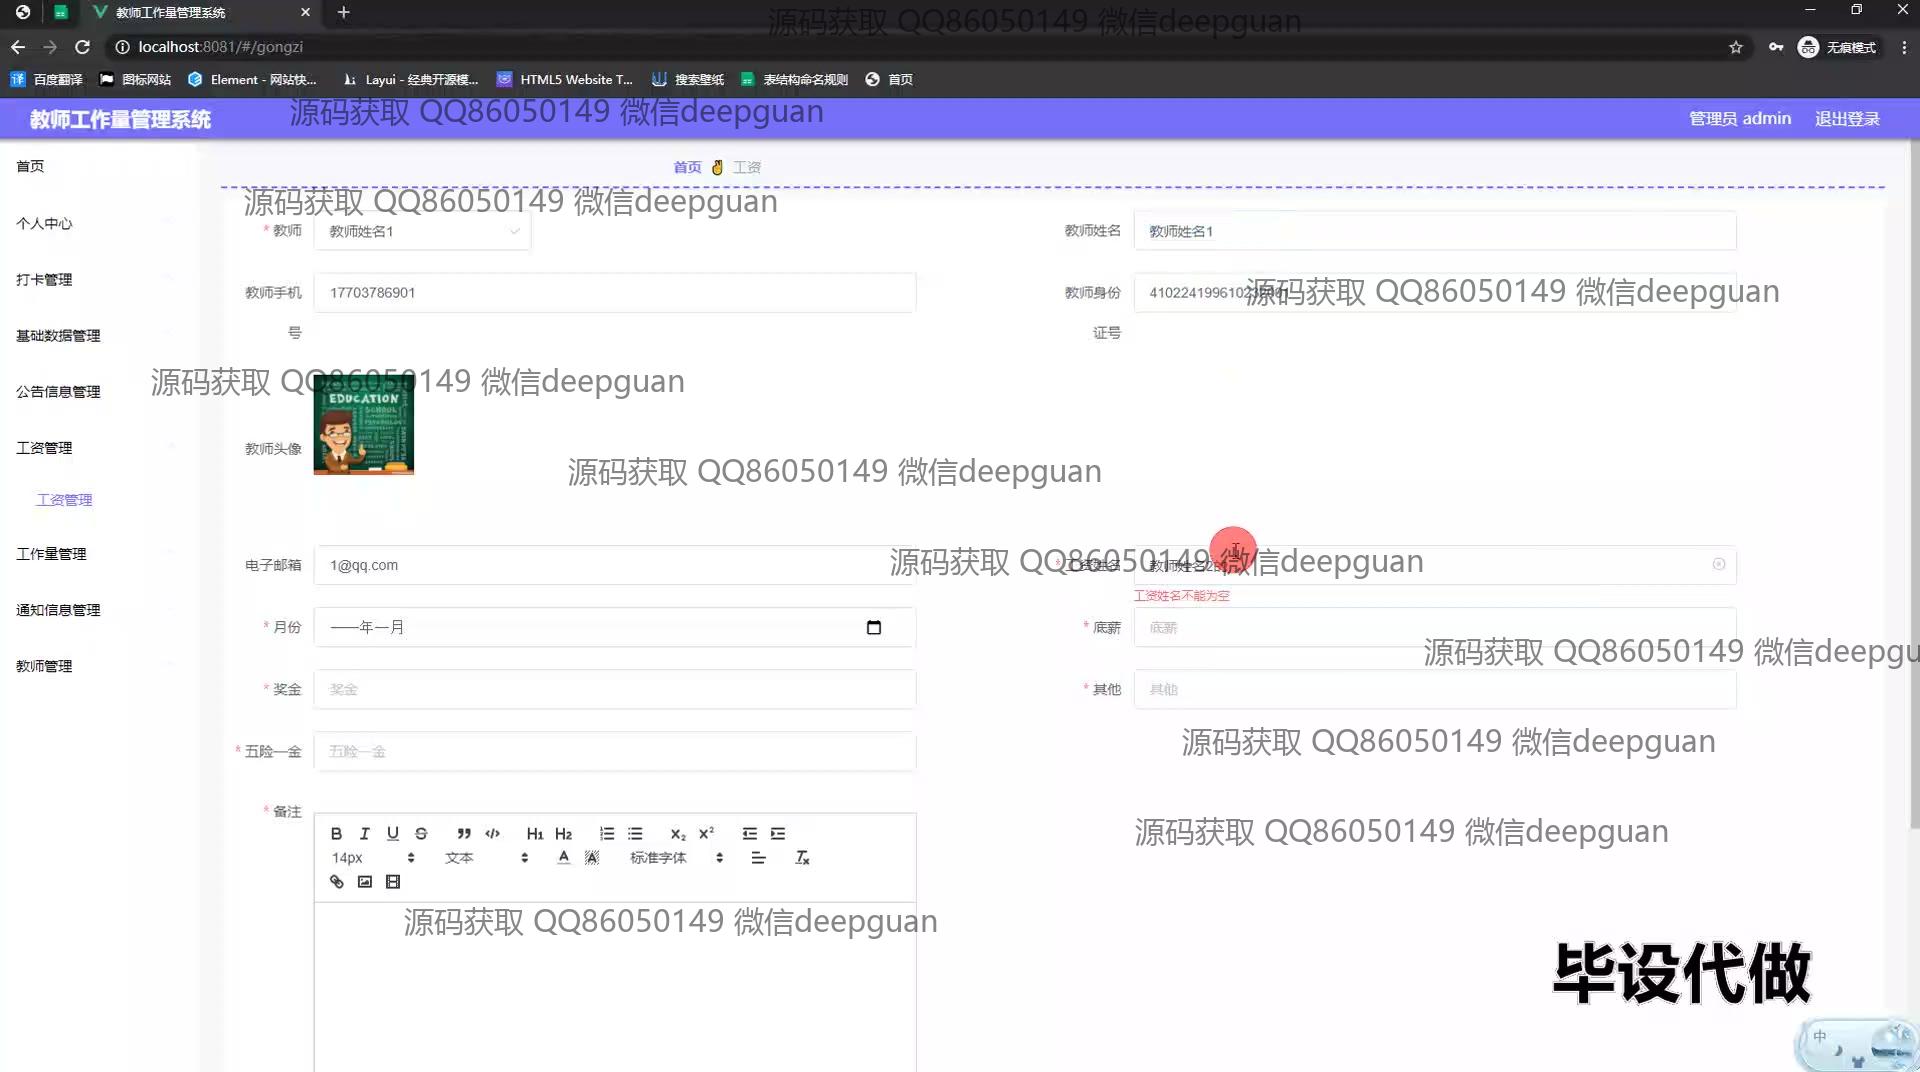 教师工作量管理系统
localhost:8081/#/gongzi
无痕模式
百度翻译 图标网站 Element - 网站快... Layui - 经典开源模... HTML5 Website T... 搜索壁纸 表结构命名规则 首页
源码获取 QQ86050149 微信deepguan
教师工作量管理系统
源码获取 QQ86050149 微信deepguan
管理员 admin 退出登录
首页
首页 工资
源码获取 QQ86050149 微信deepguan
个人中心
* 教师 教师姓名1
教师姓名 教师姓名1
打卡管理
教师手机号 17703786901
教师身份证号
源码获取 QQ86050149 微信deepguan
基础数据管理
公告信息管理
源码获取 QQ86050149 微信deepguan
EDUCATION
SCHOOL
工资管理
教师头像
源码获取 QQ86050149 微信deepguan
工资管理
工作量管理
电子邮箱 1@qq.com
* 工资姓名
源码获取 QQ86050149 微信deepguan
工资姓名不能为空
通知信息管理
* 月份 ——年—月
* 底薪 底薪
源码获取 QQ86050149 微信deepgu
教师管理
* 奖金 奖金
* 其他 其他
源码获取 QQ86050149 微信deepguan
* 五险一金 五险一金
* 备注
源码获取 QQ86050149 微信deepguan
B I U S H1 H2 X₂ X²
14px 文本 A A 标准字体
源码获取 QQ86050149 微信deepguan
毕设代做
中